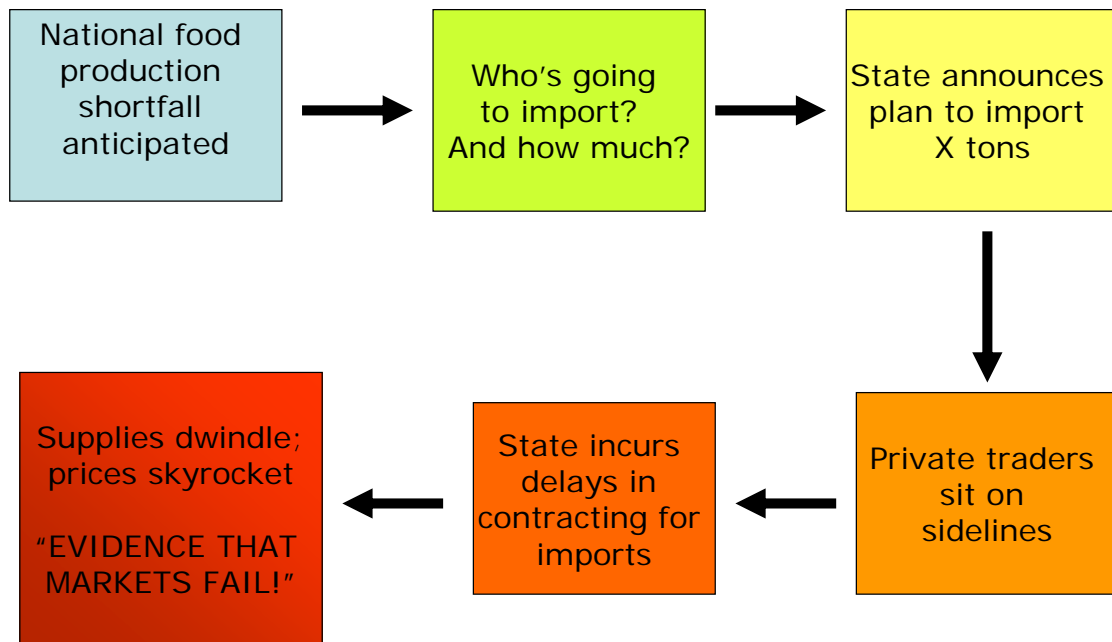 National food
production
shortfall
anticipated
Who's going
to import?
And how much?
State announces
plan to import
X tons
Private traders
sit on
sidelines
State incurs
delays in
contracting for
imports
Supplies dwindle;
prices skyrocket
“EVIDENCE THAT
MARKETS FAIL!”